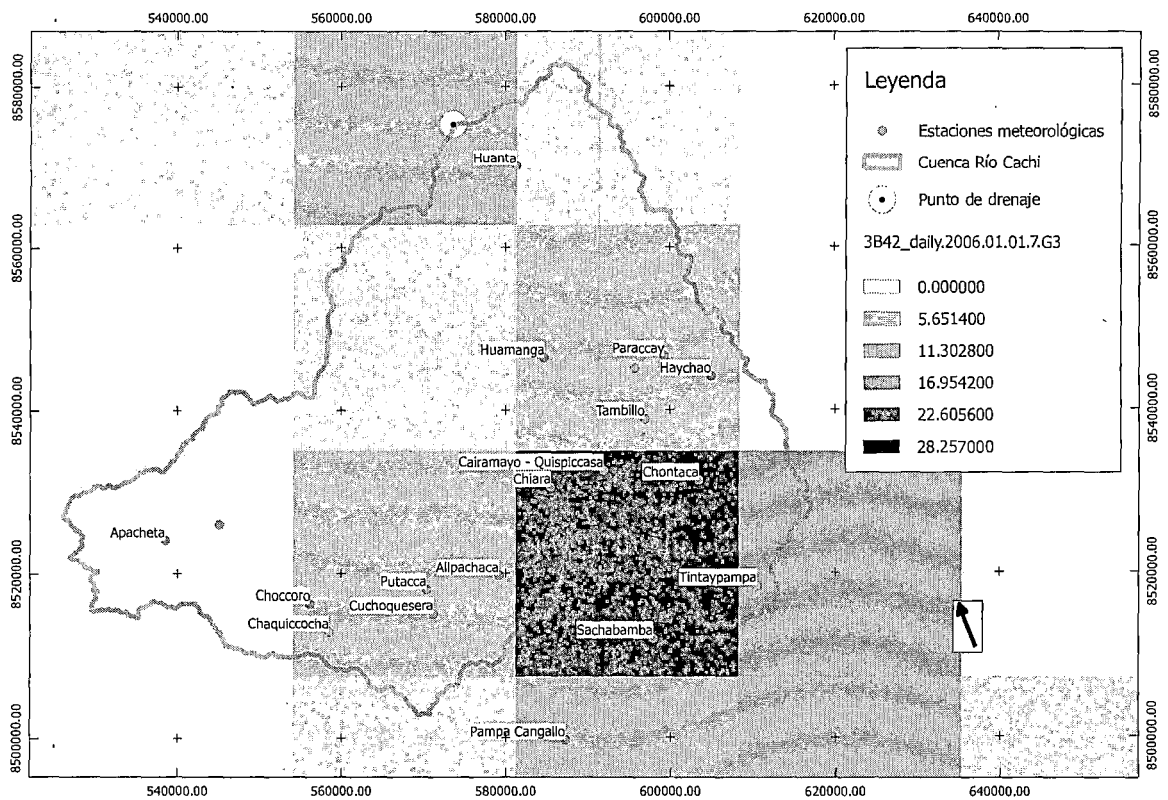 540000.00 560000.00 580000.00 600000.00 620000.00 640000.00
8580000.00
8560000.00
8540000.00
8520000.00
8500000.00
Leyenda
Estaciones meteorológicas
Cuenca Río Cachi
Punto de drenaje
3B42_daily.2006.01.01.7.G3
0.000000
5.651400
11.302800
16.954200
22.605600
28.257000
Huanta
Huamanga
Paraccay
Haychao
Tambillo
Cairamayo - Quispiccasa
Chiara
Chontaca
Apacheta
Allpachaca
Putacca
Tintaypampa
Choccoro
Cuchoquesera
Chaquiccocha
Sachabamba
Pampa Cangallo
8580000.00
8560000.00
8540000.00
8520000.00
8500000.00
540000.00 560000.00 580000.00 600000.00 620000.00 640000.00